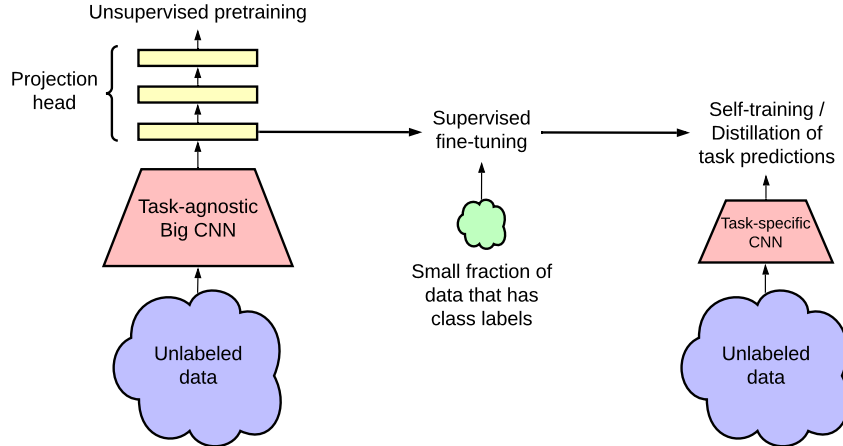 Unsupervised pretraining
Projection
head
Task-agnostic
Big CNN
Unlabeled
data
Supervised
fine-tuning
Small fraction of
data that has
class labels
Self-training /
Distillation of
task predictions
Task-specific
CNN
Unlabeled
data